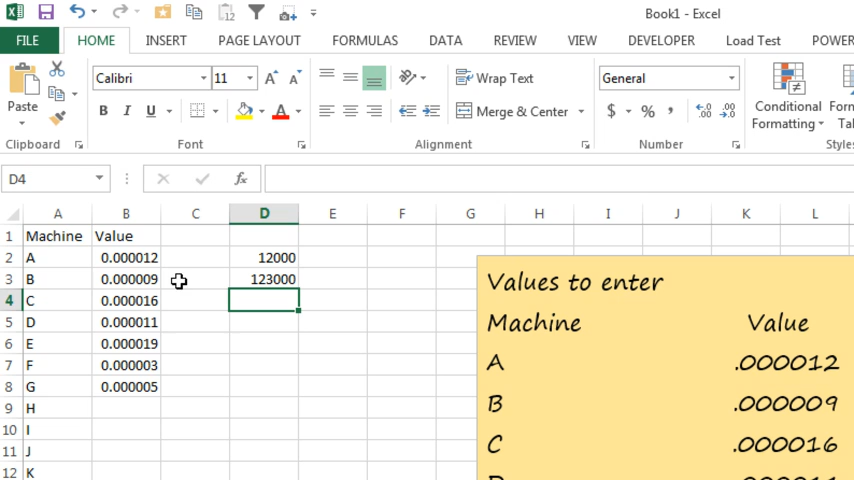 Book1 - Excel
FILE HOME INSERT PAGE LAYOUT FORMULAS DATA REVIEW VIEW DEVELOPER Load Test POWER
Paste
Calibri 11
B I U
A A
Wrap Text
Merge & Center
General
$ % ,
Conditional
Formatting
Clipboard Font Alignment Number Styles
D4 fx
A B C D E F G H I J K L
1 Machine Value
2 A 0.000012 12000
3 B 0.000009 123000
4 C 0.000016
5 D 0.000011
6 E 0.000019
7 F 0.000003
8 G 0.000005
9 H
10 I
11 J
12 K
Values to enter
Machine Value
A .000012
B .000009
C .000016